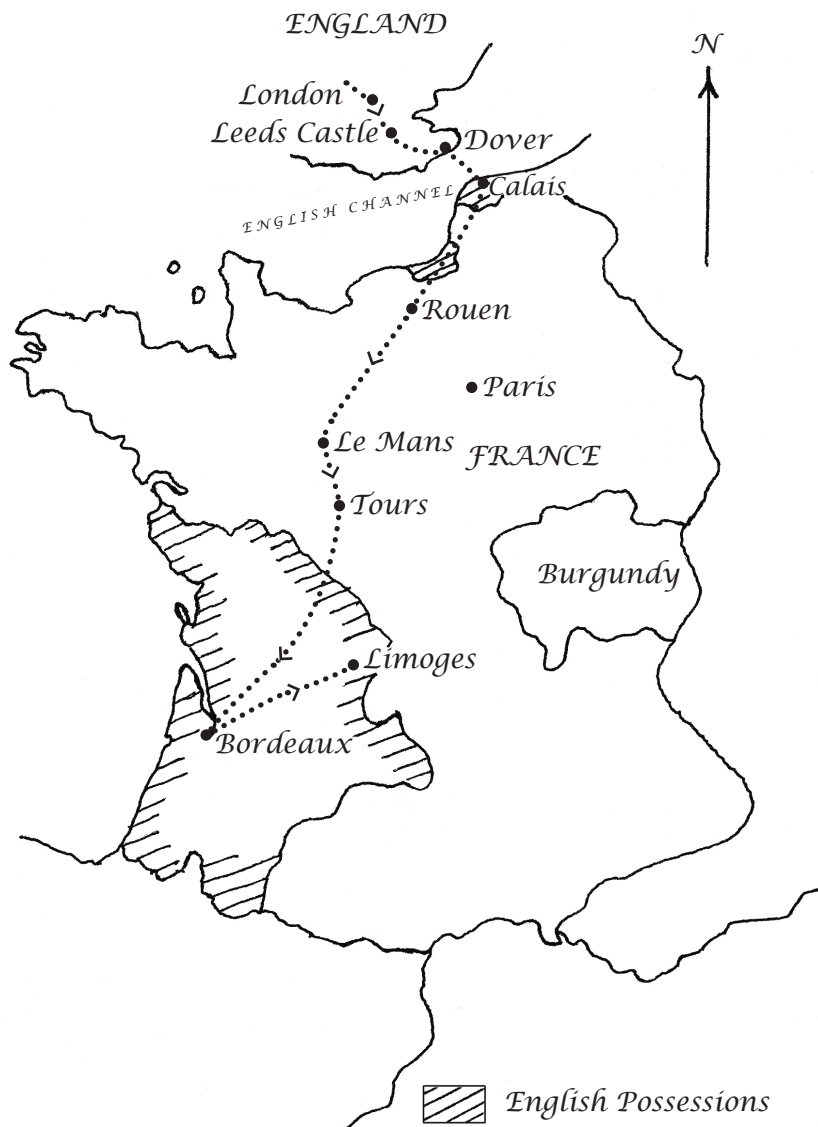 ENGLAND
N
London
Leeds Castle
Dover
Calais
ENGLISH CHANNEL
Rouen
Paris
Le Mans
FRANCE
Tours
Burgundy
Limoges
Bordeaux
English Possessions